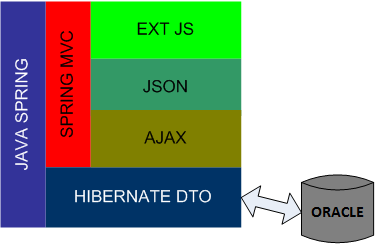 JAVA SPRING
SPRING MVC
EXT JS
JSON
AJAX
HIBERNATE DTO
ORACLE